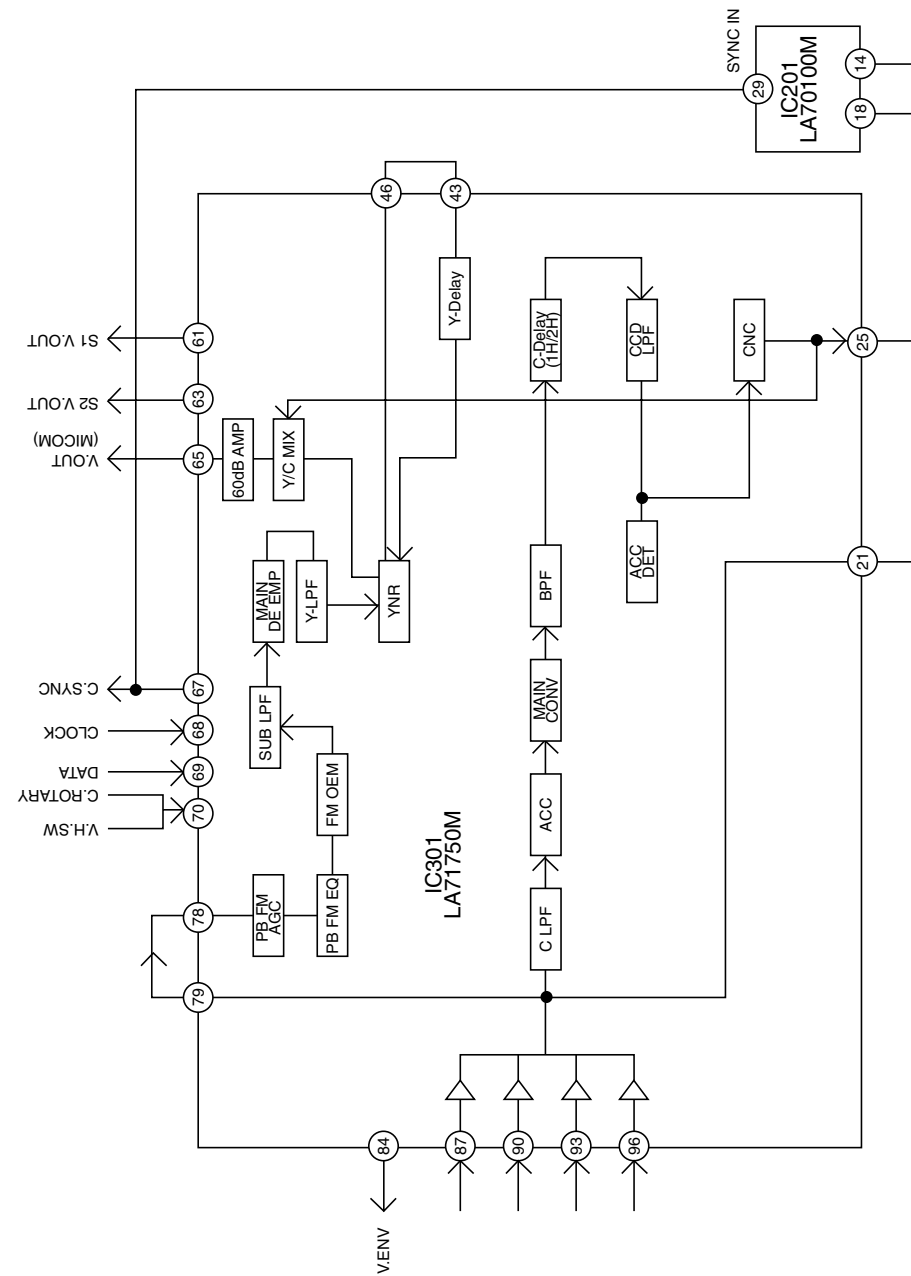 SYNC IN
29
IC201
LA70100M
14
18
46
43
S1 V.OUT
61
S2 V.OUT
63
V.OUT
(MICOM)
65
60dB AMP
Y/C MIX
Y-Delay
C-Delay
(1H/2H)
CCD
LPF
CNC
25
MAIN
DE EMP
Y-LPF
YNR
BPF
ACC
DET
21
C.SYNC
67
CLOCK
68
DATA
69
C.ROTARY
V.H.SW
70
SUB LPF
FM OEM
MAIN
CONV
ACC
IC301
LA71750M
78
PB FM
AGC
PB FM EQ
C LPF
79
84
V.ENV
87
90
93
96